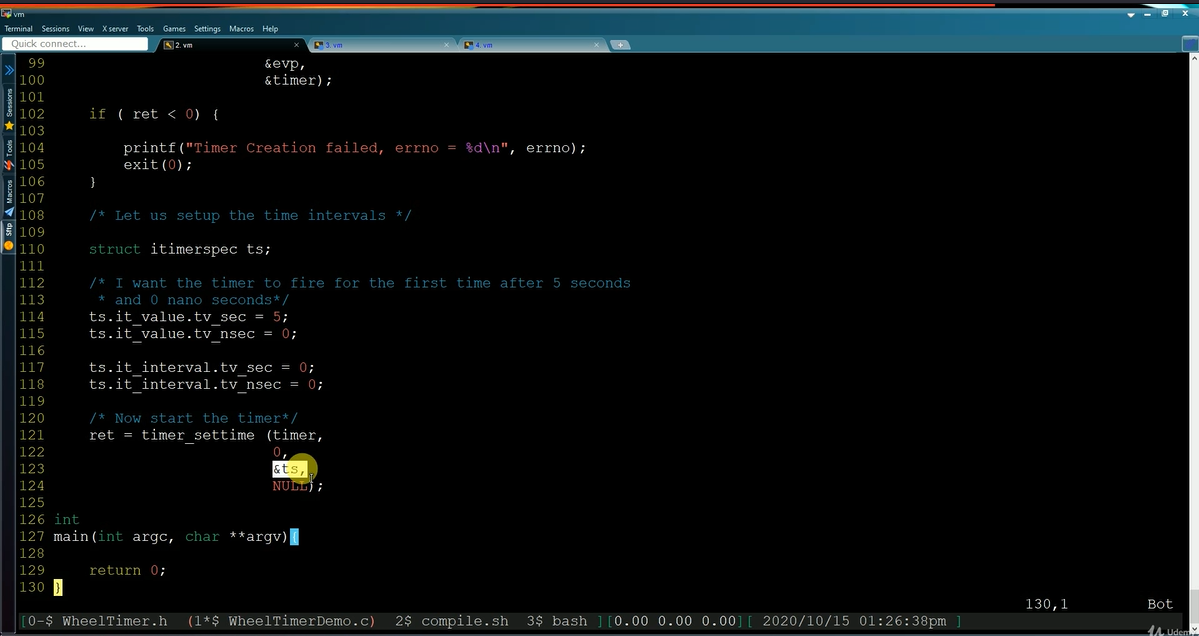 vm
Terminal Sessions View X server Tools Games Settings Macros Help
Quick connect... 2. vm 3. vm 4. vm
Sessions
Tools
Macros
Sftp
99 &evp,
100 &timer);
101
102 if ( ret < 0) {
103
104 printf("Timer Creation failed, errno = %d\n", errno);
105 exit(0);
106 }
107
108 /* Let us setup the time intervals */
109
110 struct itimerspec ts;
111
112 /* I want the timer to fire for the first time after 5 seconds
113 * and 0 nano seconds*/
114 ts.it_value.tv_sec = 5;
115 ts.it_value.tv_nsec = 0;
116
117 ts.it_interval.tv_sec = 0;
118 ts.it_interval.tv_nsec = 0;
119
120 /* Now start the timer*/
121 ret = timer_settime (timer,
122 0,
123 &ts,
124 NULL);
125
126 int
127 main(int argc, char **argv){
128
129 return 0;
130 }
130,1 Bot
[0-$ WheelTimer.h (1*$ WheelTimerDemo.c) 2$ compile.sh 3$ bash ][0.00 0.00 0.00][ 2020/10/15 01:26:38pm ]
Udemy